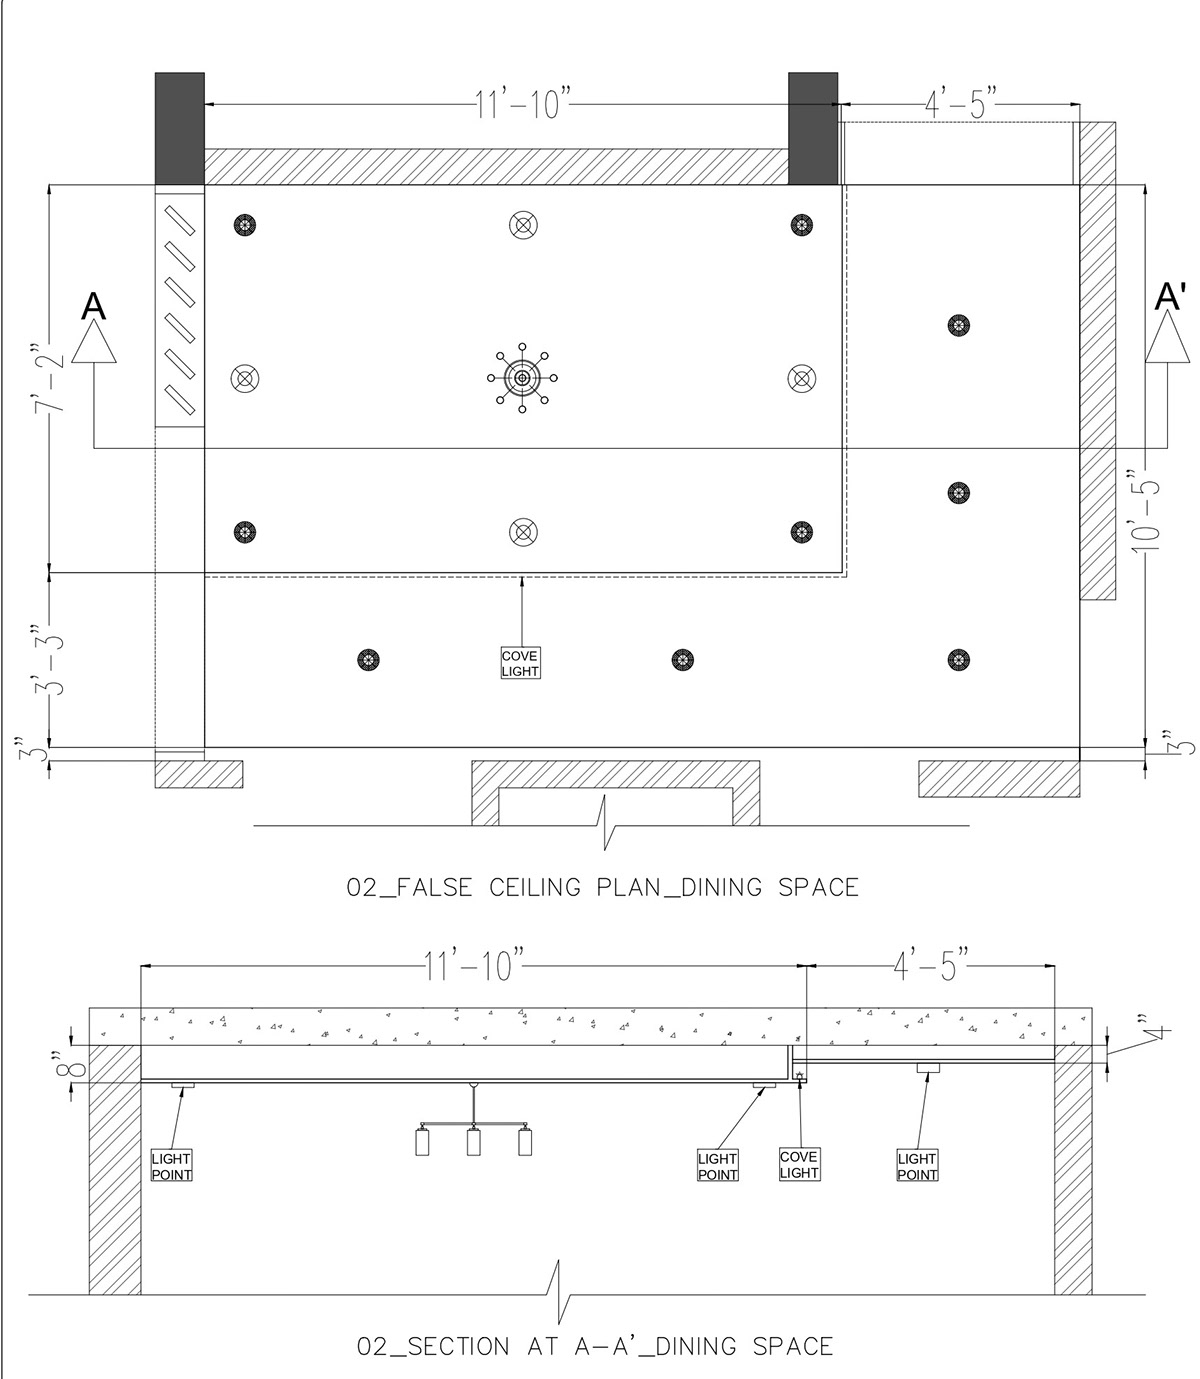 11'-10"
4'-5"
A
A'
7'-2"
10'-5"
3'-3"
COVE
LIGHT
3"
3"
02_FALSE CEILING PLAN_DINING SPACE
11'-10"
4'-5"
8"
4"
LIGHT
POINT
LIGHT
POINT
COVE
LIGHT
LIGHT
POINT
02_SECTION AT A-A'_DINING SPACE